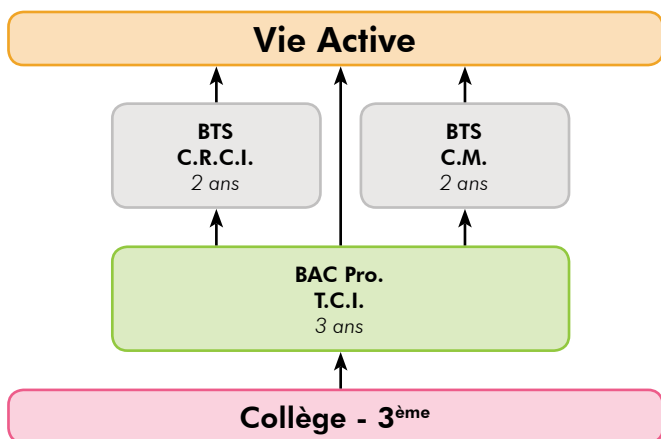 Vie Active
BTS
C.R.C.I.
2 ans
BTS
C.M.
2 ans
BAC Pro.
T.C.I.
3 ans
Collège - 3ème